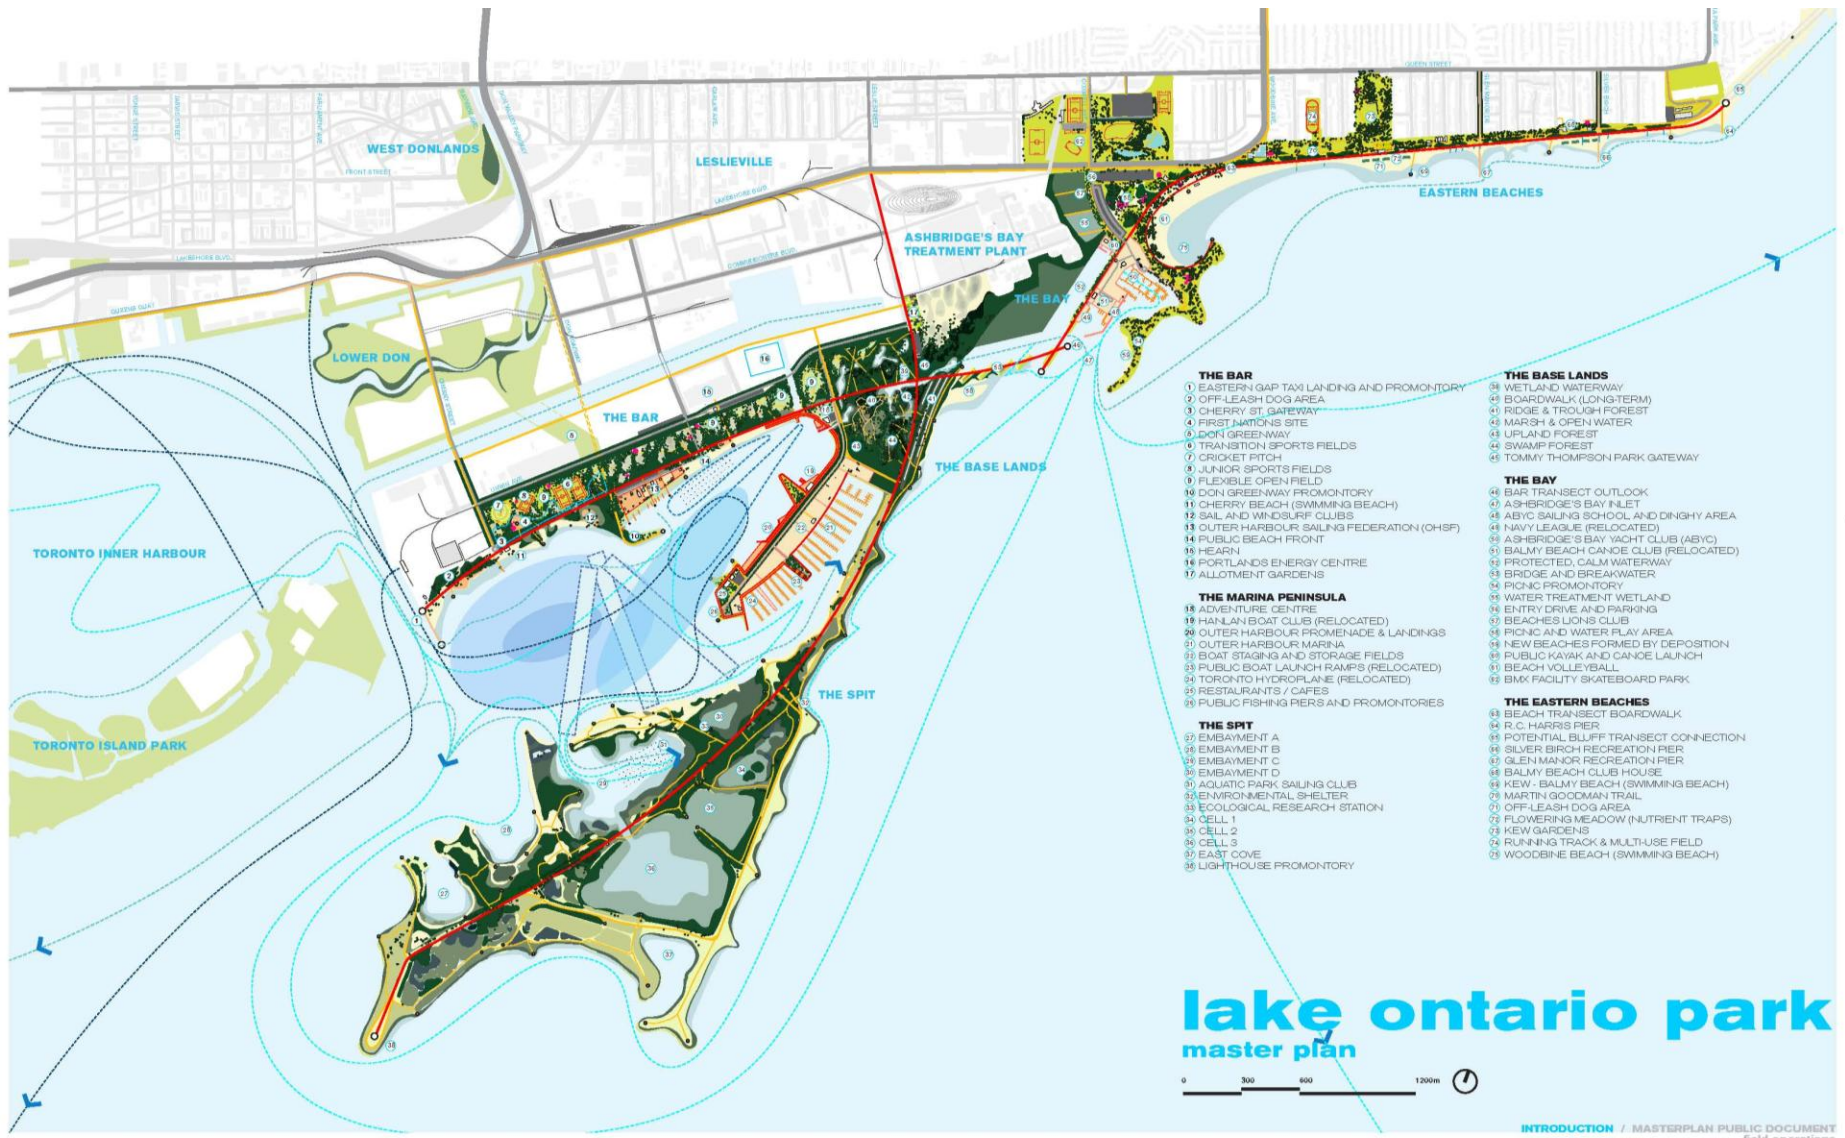 QUEEN STREET
WEST DONLANDS
LESLIEVILLE
FRONT STREET
LAKESHORE BLVD.
EASTERN BEACHES
ASHBRIDGE'S BAY
TREATMENT PLANT
LAKESHORE BLVD.
THE BAY
QUEENS QUAY
LOWER DON
THE BAR
THE BASE LANDS
TORONTO INNER HARBOUR
THE SPIT
TORONTO ISLAND PARK
THE BAR
1 EASTERN GAP TAXI LANDING AND PROMONTORY
2 OFF-LEASH DOG AREA
3 CHERRY ST. GATEWAY
4 FIRST NATIONS SITE
5 DON GREENWAY
6 TRANSITION SPORTS FIELDS
7 CRICKET PITCH
8 JUNIOR SPORTS FIELDS
9 FLEXIBLE OPEN FIELD
10 DON GREENWAY PROMONTORY
11 CHERRY BEACH (SWIMMING BEACH)
12 SAIL AND WINDSURF CLUBS
13 OUTER HARBOUR SAILING FEDERATION (OHSF)
14 PUBLIC BEACH FRONT
15 HEARN
16 PORTLANDS ENERGY CENTRE
17 ALLOTMENT GARDENS
THE MARINA PENINSULA
18 ADVENTURE CENTRE
19 HANLAN BOAT CLUB (RELOCATED)
20 OUTER HARBOUR PROMENADE & LANDINGS
21 OUTER HARBOUR MARINA
22 BOAT STAGING AND STORAGE FIELDS
23 PUBLIC BOAT LAUNCH RAMPS (RELOCATED)
24 TORONTO HYDROPLANE (RELOCATED)
25 RESTAURANTS / CAFES
26 PUBLIC FISHING PIERS AND PROMONTORIES
THE SPIT
27 EMBAYMENT A
28 EMBAYMENT B
29 EMBAYMENT C
30 EMBAYMENT D
31 AQUATIC PARK SAILING CLUB
32 ENVIRONMENTAL SHELTER
33 ECOLOGICAL RESEARCH STATION
34 CELL 1
35 CELL 2
36 CELL 3
37 EAST COVE
38 LIGHTHOUSE PROMONTORY
THE BASE LANDS
39 WETLAND WATERWAY
40 BOARDWALK (LONG-TERM)
41 RIDGE & TROUGH FOREST
42 MARSH & OPEN WATER
43 UPLAND FOREST
44 SWAMP FOREST
45 TOMMY THOMPSON PARK GATEWAY
THE BAY
46 BAR TRANSECT OUTLOOK
47 ASHBRIDGE'S BAY INLET
48 ABYC SAILING SCHOOL AND DINGHY AREA
49 NAVY LEAGUE (RELOCATED)
50 ASHBRIDGE'S BAY YACHT CLUB (ABYC)
51 BALMY BEACH CANOE CLUB (RELOCATED)
52 PROTECTED, CALM WATERWAY
53 BRIDGE AND BREAKWATER
54 PICNIC PROMONTORY
55 WATER TREATMENT WETLAND
56 ENTRY DRIVE AND PARKING
57 BEACHES LIONS CLUB
58 PICNIC AND WATER PLAY AREA
59 NEW BEACHES FORMED BY DEPOSITION
60 PUBLIC KAYAK AND CANOE LAUNCH
61 BEACH VOLLEYBALL
62 BMX FACILITY SKATEBOARD PARK
THE EASTERN BEACHES
63 BEACH TRANSECT BOARDWALK
64 R.C. HARRIS PIER
65 POTENTIAL BLUFF TRANSECT CONNECTION
66 SILVER BIRCH RECREATION PIER
67 GLEN MANOR RECREATION PIER
68 BALMY BEACH CLUB HOUSE
69 KEW - BALMY BEACH (SWIMMING BEACH)
70 MARTIN GOODMAN TRAIL
71 OFF-LEASH DOG AREA
72 FLOWERING MEADOW (NUTRIENT TRAPS)
73 KEW GARDENS
74 RUNNING TRACK & MULTI-USE FIELD
75 WOODBINE BEACH (SWIMMING BEACH)
lake ontario park
master plan
0 300 600 1200m
INTRODUCTION / MASTERPLAN PUBLIC DOCUMENT